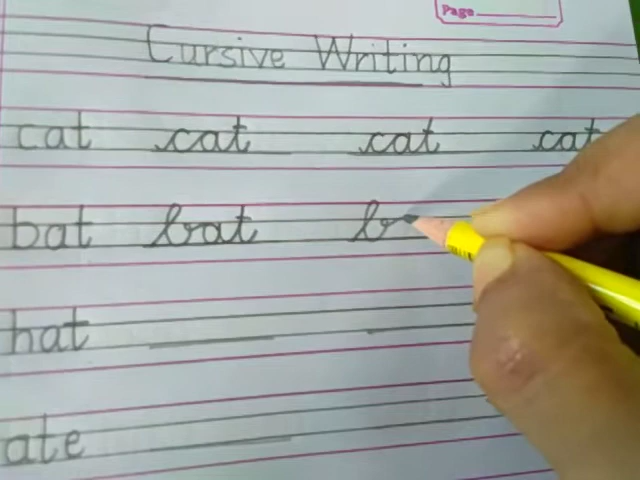 Page
Cursive Writing
cat cat cat cat
bat bat b
hat
ate